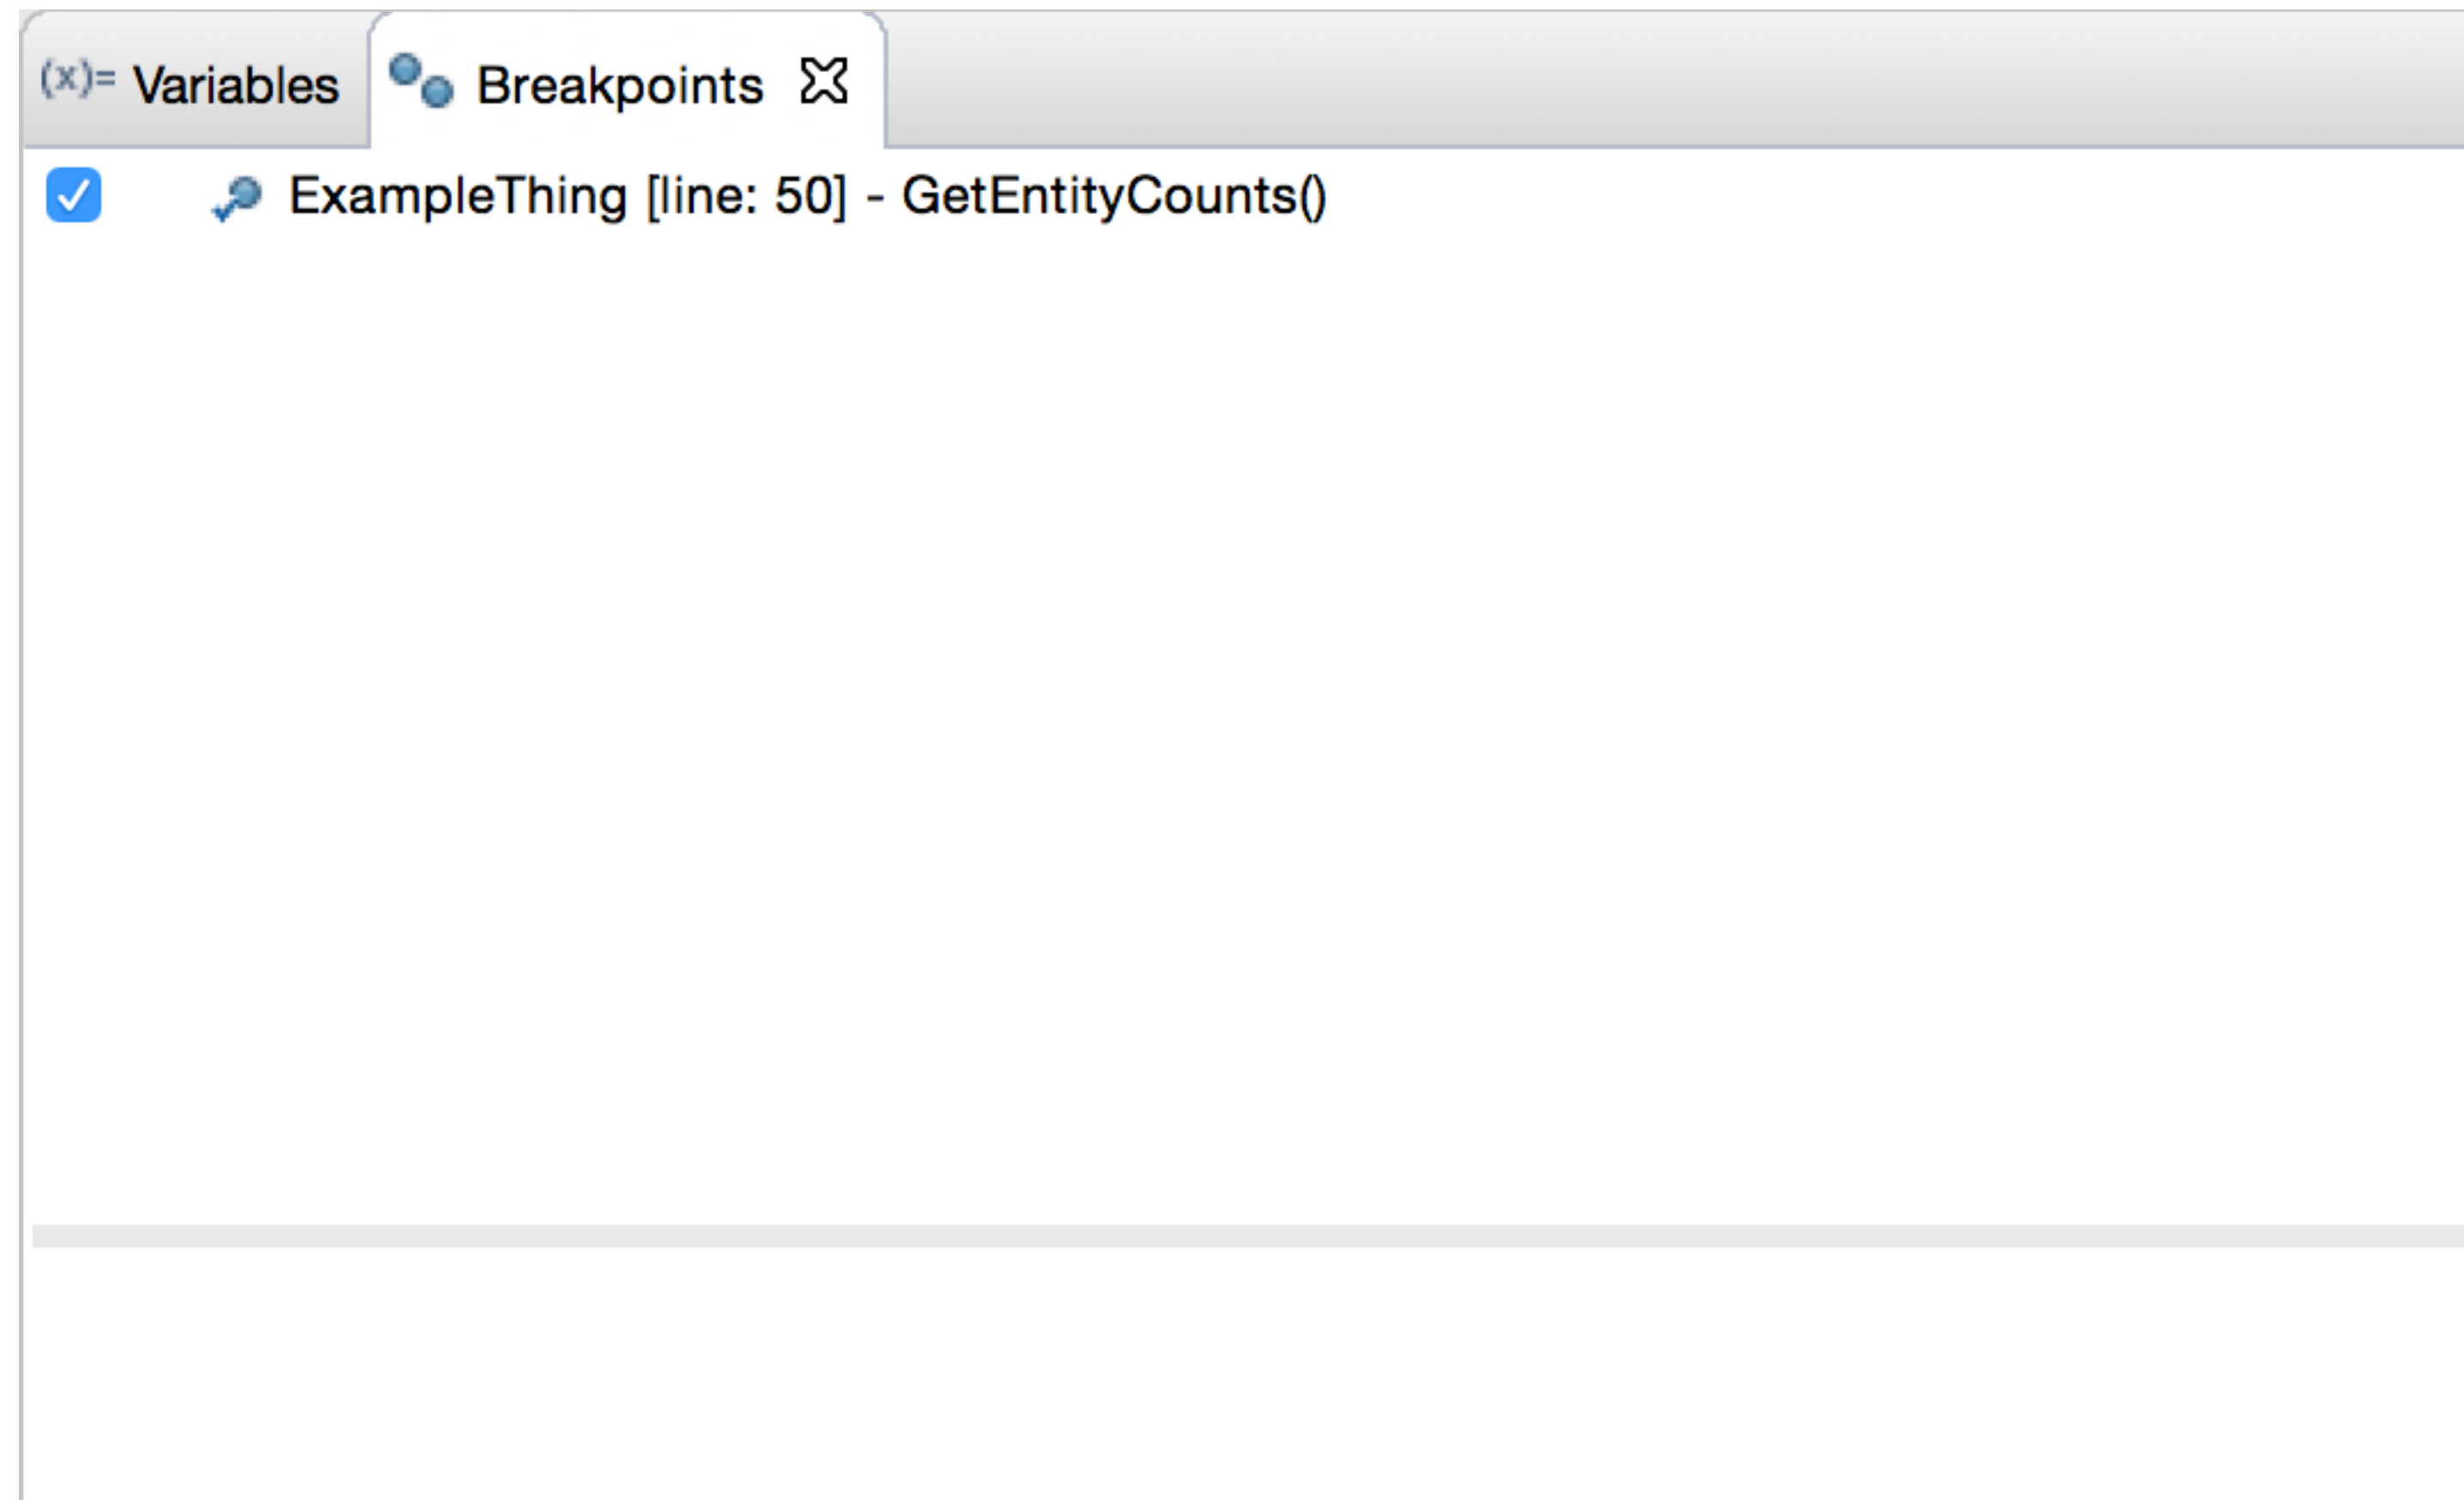 (x)= Variables Breakpoints
ExampleThing [line: 50] - GetEntityCounts()